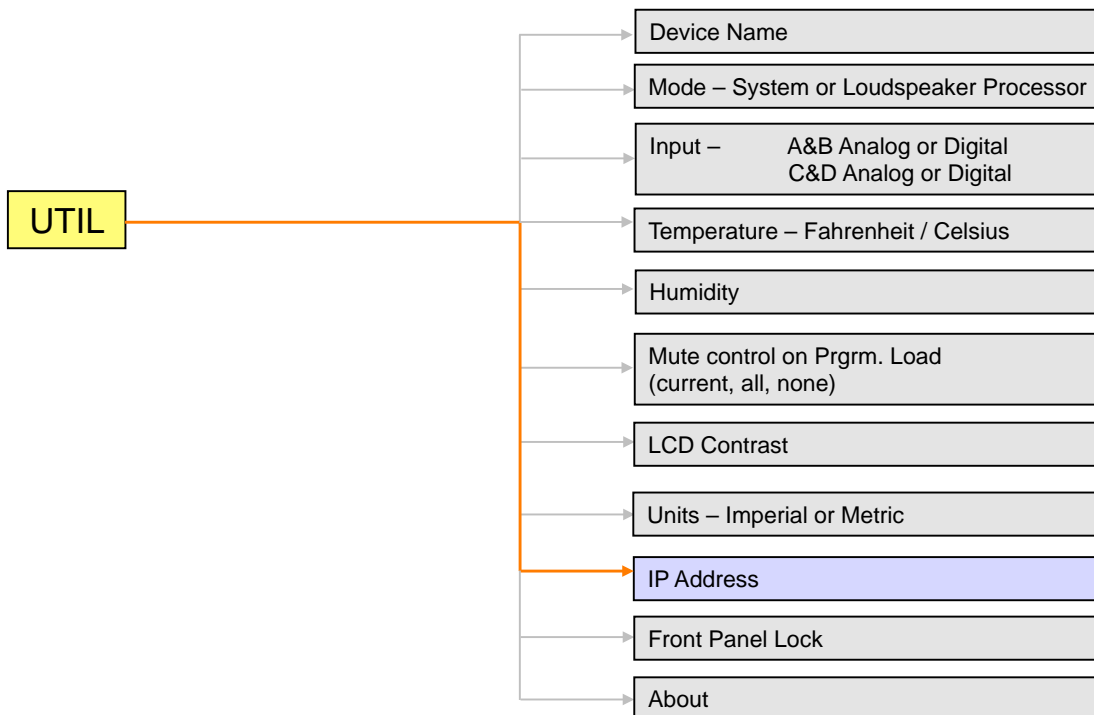 Device Name
Mode – System or Loudspeaker Processor
Input – A&B Analog or Digital
C&D Analog or Digital
UTIL
Temperature – Fahrenheit / Celsius
Humidity
Mute control on Prgrm. Load
(current, all, none)
LCD Contrast
Units – Imperial or Metric
IP Address
Front Panel Lock
About